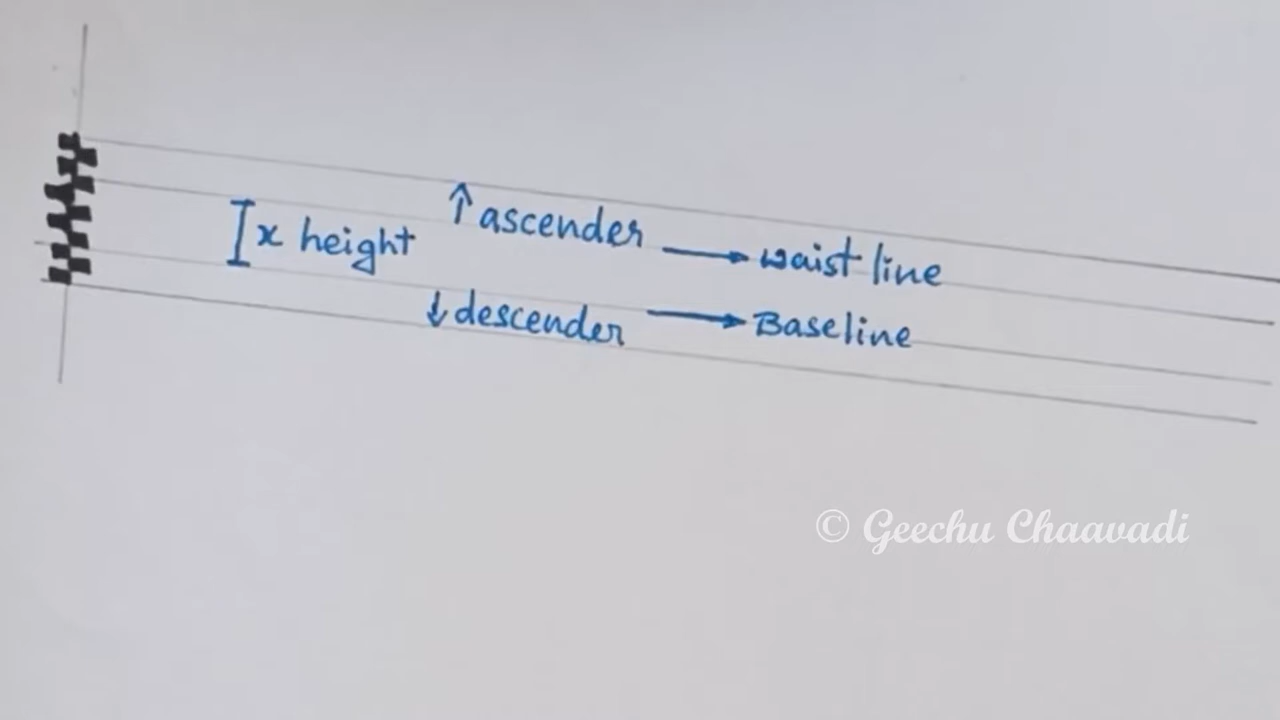 x height
↑ ascender → waist line
↓ descender → Baseline
© Geechu Chaavadi